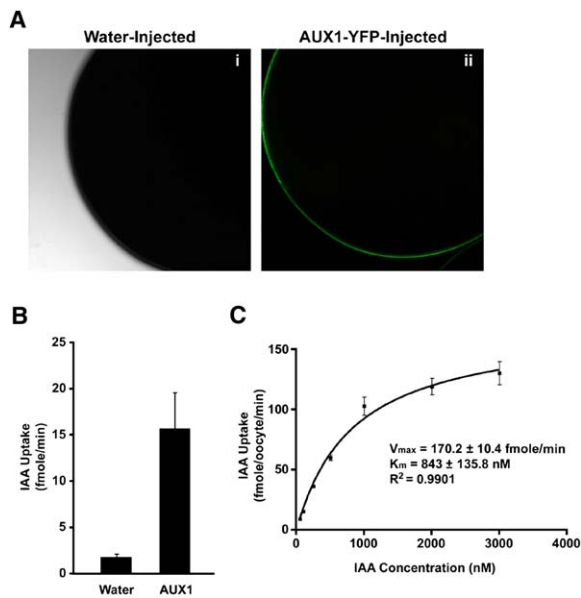 A
Water-Injected
AUX1-YFP-Injected
i
ii
B
IAA Uptake
(fmole/min)
25
20
15
10
5
0
Water
AUX1
C
IAA Uptake
(fmole/oocyte/min)
150
100
50
0
Vmax = 170.2 ± 10.4 fmole/min
Km = 843 ± 135.8 nM
R² = 0.9901
0
1000
2000
3000
4000
IAA Concentration (nM)